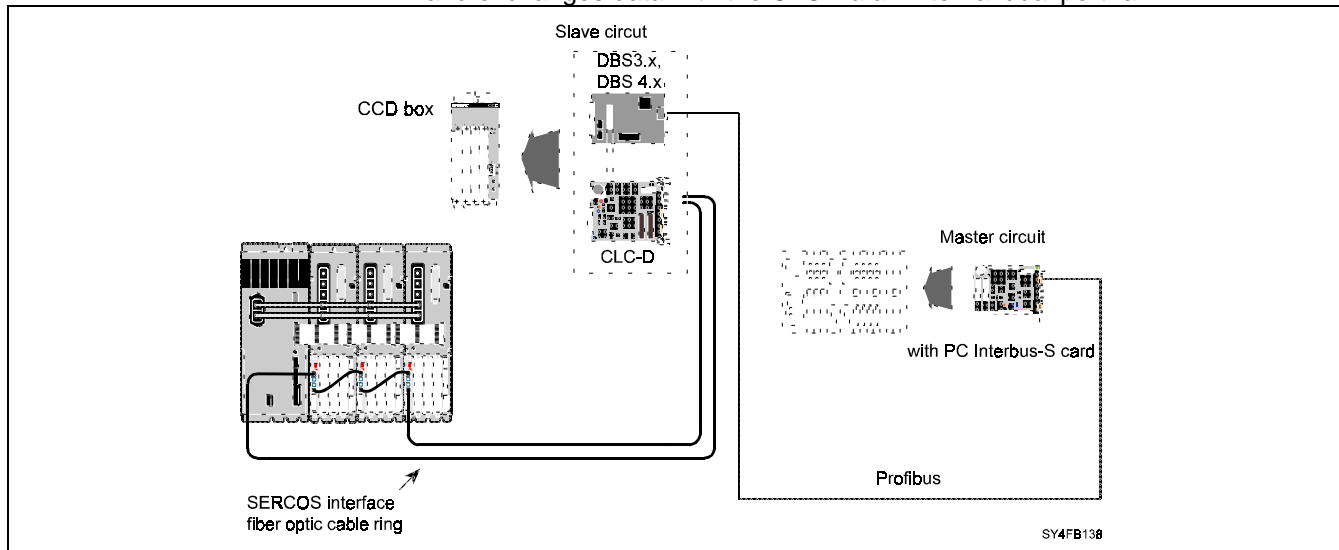 Slave circut
DBS3.x,
DBS 4.x
CCD box
CLC-D
Master circuit
with PC Interbus-S card
Profibus
SERCOS interface
fiber optic cable ring
SY4FB138